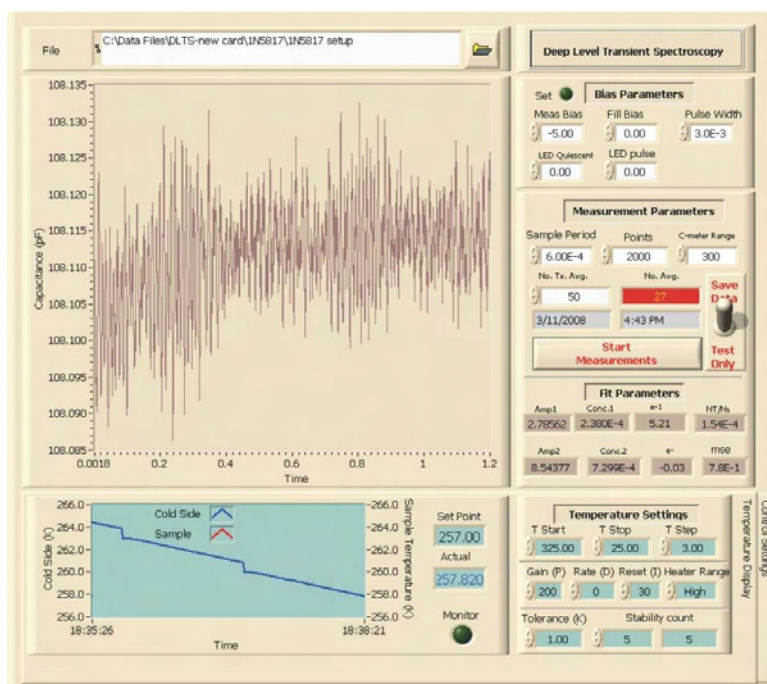 File
C:\Data Files\DLTS-new card\1N5817\1N5817 setup
Deep Level Transient Spectroscopy
108.135
108.130
108.125
108.120
108.115
108.110
108.105
108.100
108.095
108.090
108.085
Capacitance (pF)
0.0018 0.2 0.4 0.6 0.8 1 1.2
Time
Set Bias Parameters
Meas Bias Fill Bias Pulse Width
-5.00 0.00 3.0E-3
LED Quiescent LED pulse
0.00 0.00
Measurement Parameters
Sample Period Points C-meter Range
6.00E-4 2000 300
No. Tx. Avg. No. Avg.
50 27
3/11/2008 4:43 PM
Save
Data
Start
Measurements
Test
Only
Fit Parameters
Amp1 Conc.1 e-1 NT/Ns
2.78562 2.380E-4 5.21 1.54E-4
Amp2 Conc.2 e- mse
8.54377 7.299E-4 -0.03 7.8E-1
266.0
264.0
262.0
260.0
258.0
256.0
Cold Side (K)
Cold Side
Sample
266.0
264.0
262.0
260.0
258.0
256.0
Sample Temperature (K)
18:35:26 18:38:21
Time
Set Point
257.00
Actual
257.820
Monitor
Temperature Settings
T Start T Stop T Step
325.00 25.00 3.00
Gain (P) Rate (D) Reset (I) Heater Range
200 0 30 High
Tolerance (K) Stability count
1.00 5 5
Temperature Display
Control Settings